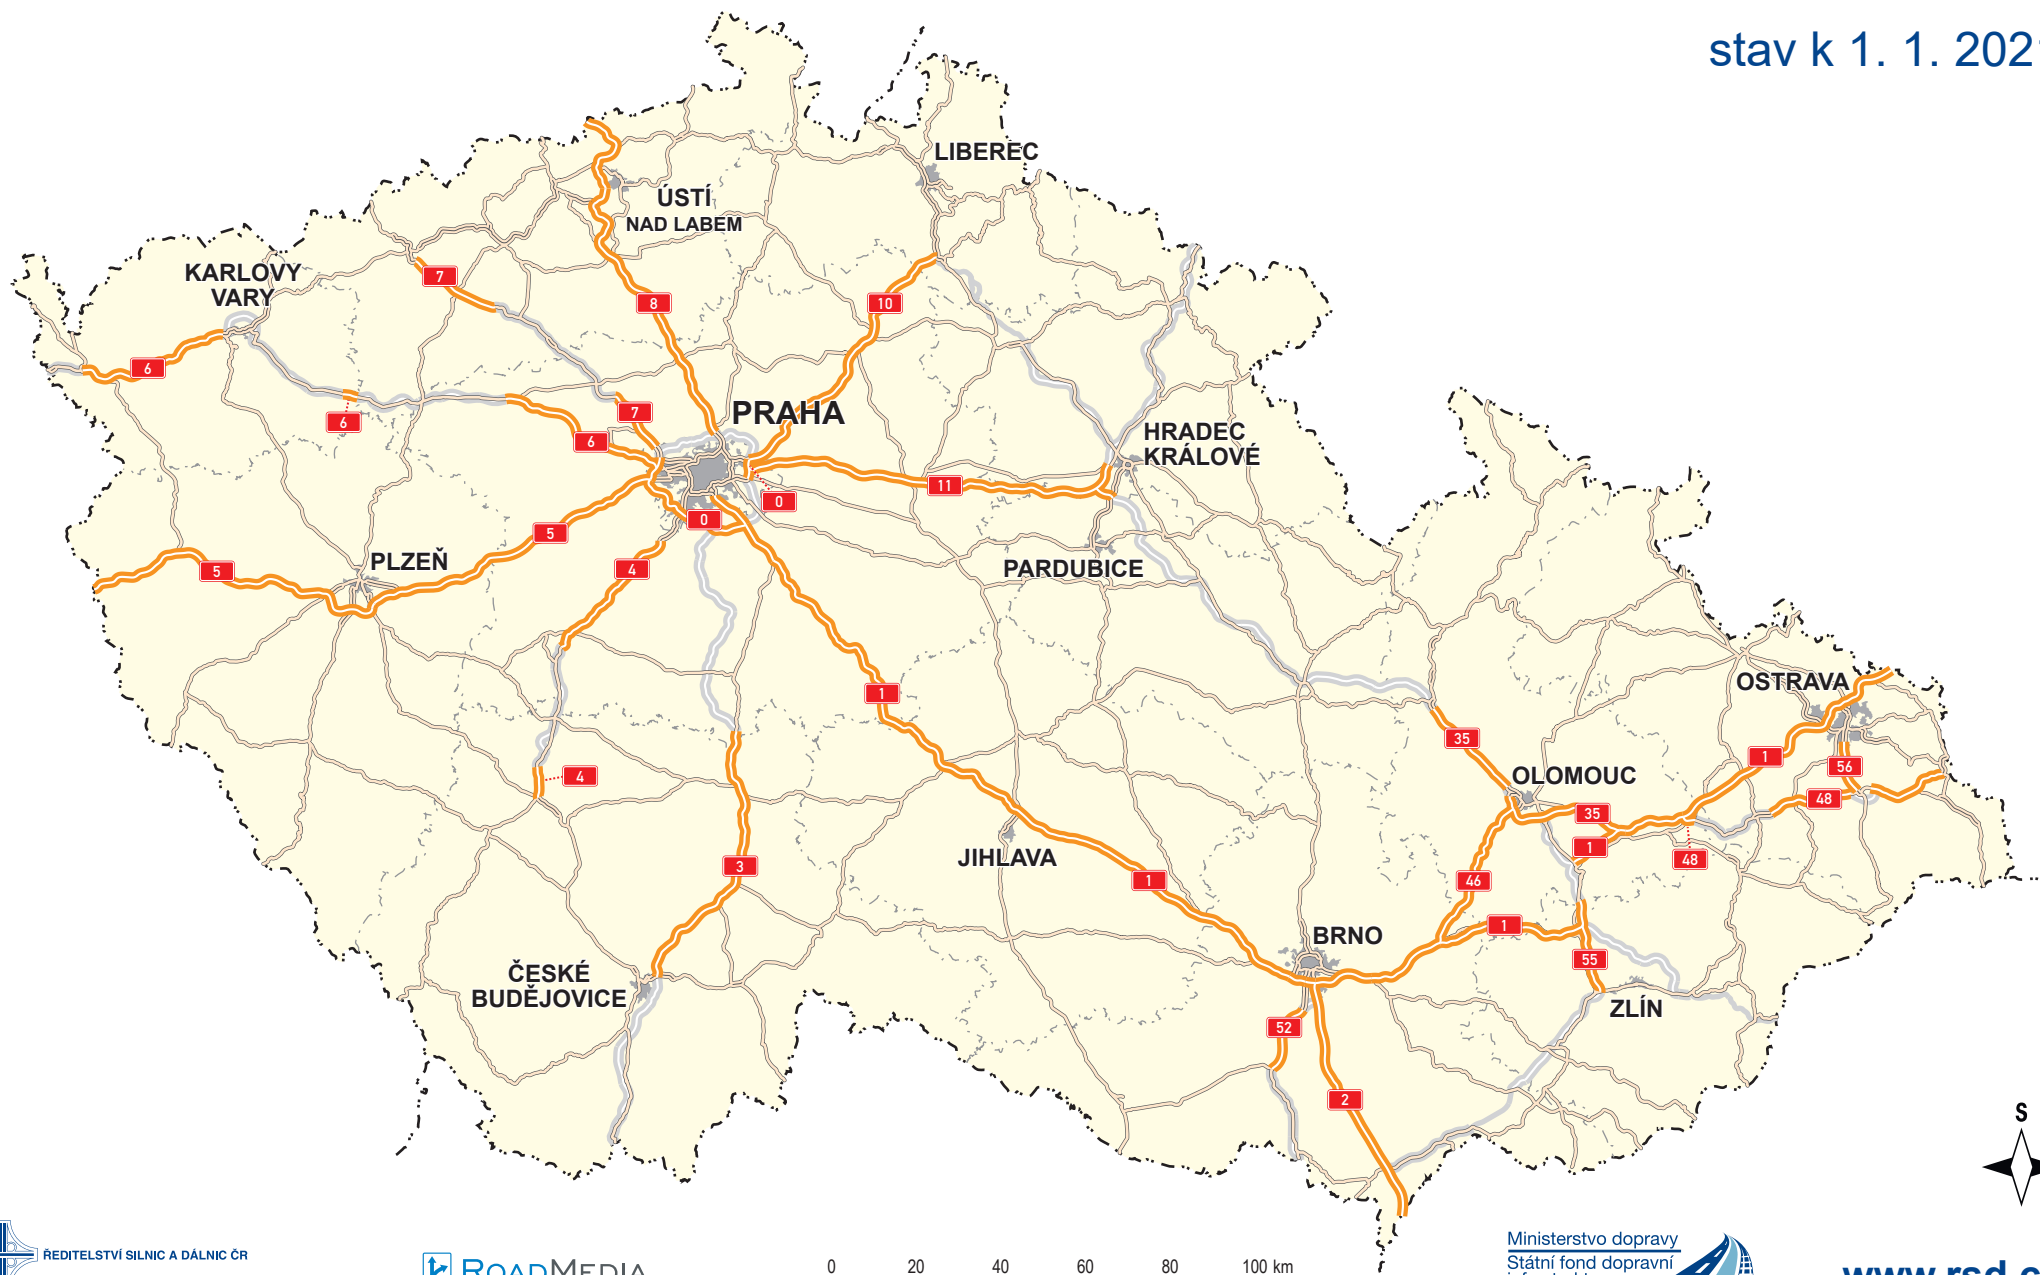 stav k 1. 1. 202
LIBEREC
ÚSTÍ
NAD LABEM
KARLOVY
VARY
7
8
10
6
6
7
6
PRAHA
HRADEC
KRÁLOVÉ
11
0
0
5
5
4
PLZEŇ
PARDUBICE
1
OSTRAVA
35
1
56
4
OLOMOUC
48
35
1
48
3
JIHLAVA
1
46
1
BRNO
55
ČESKÉ
BUDĚJOVICE
ZLÍN
52
2
S
ŘEDITELSTVÍ SILNIC A DÁLNIC ČR
ROADMEDIA
0 20 40 60 80 100 km
Ministerstvo dopravy
Státní fond dopravní
www.rsd.c